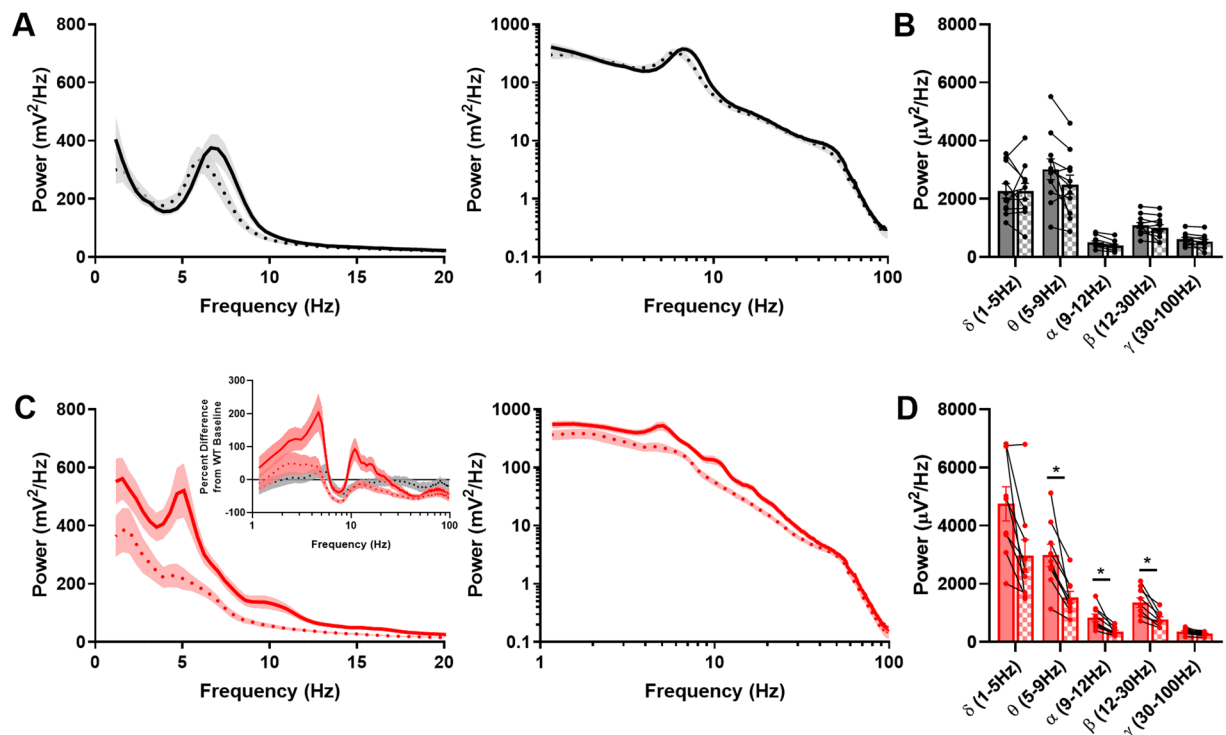 A
Power (mV²/Hz)
800
600
400
200
0
0
5
10
15
20
Frequency (Hz)
Power (mV²/Hz)
1000
100
10
1
0.1
1
10
100
Frequency (Hz)
B
Power (μV²/Hz)
8000
6000
4000
2000
0
δ (1-5Hz)
θ (5-9Hz)
α (9-12Hz)
β (12-30Hz)
γ (30-100Hz)
C
Power (mV²/Hz)
800
600
400
200
0
0
5
10
15
20
Frequency (Hz)
Percent Difference
from WT Baseline
300
200
100
0
-100
1
10
100
Frequency (Hz)
Power (mV²/Hz)
1000
100
10
1
0.1
1
10
100
Frequency (Hz)
D
Power (μV²/Hz)
8000
6000
4000
2000
0
*
*
*
δ (1-5Hz)
θ (5-9Hz)
α (9-12Hz)
β (12-30Hz)
γ (30-100Hz)